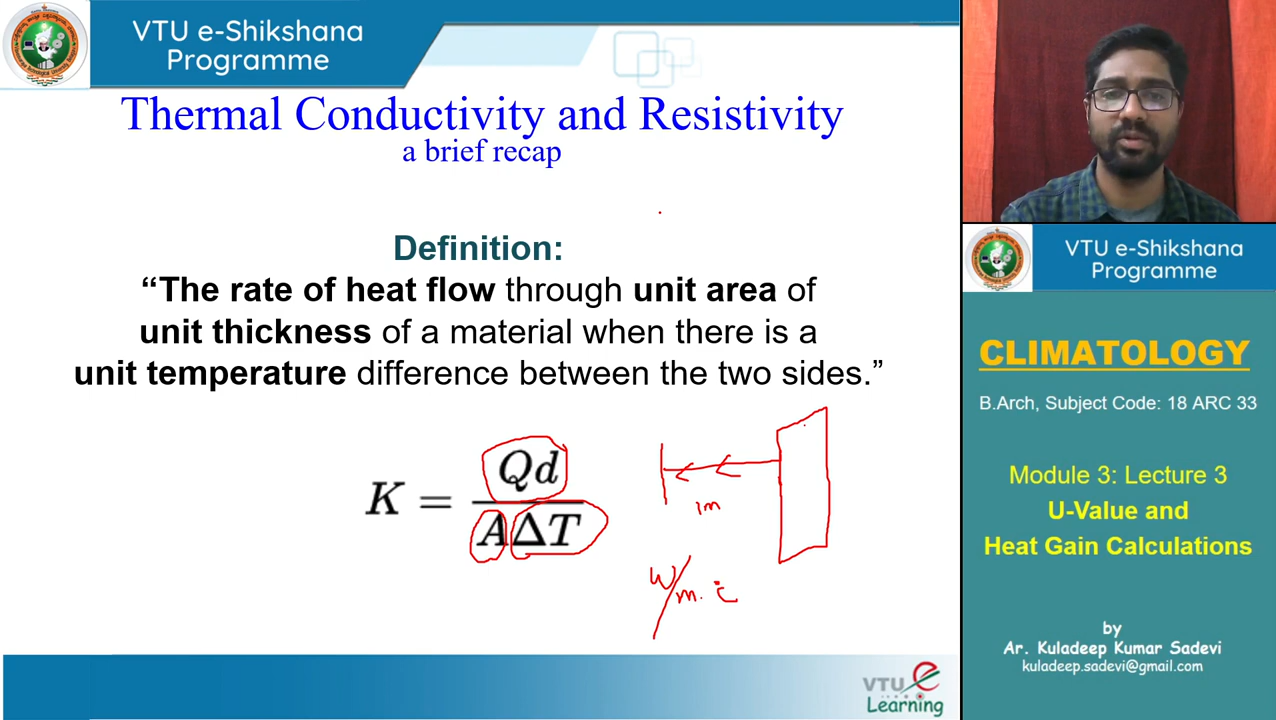 VTU e-Shikshana
Programme
Thermal Conductivity and Resistivity
a brief recap
Definition:
“The rate of heat flow through unit area of
unit thickness of a material when there is a
unit temperature difference between the two sides.”
K = Qd / AΔT
1m
W/m.°C
VTU e-Shikshana
Programme
CLIMATOLOGY
B.Arch, Subject Code: 18 ARC 33
Module 3: Lecture 3
U-Value and
Heat Gain Calculations
by
Ar. Kuladeep Kumar Sadevi
kuladeep.sadevi@gmail.com
VTU e
Learning